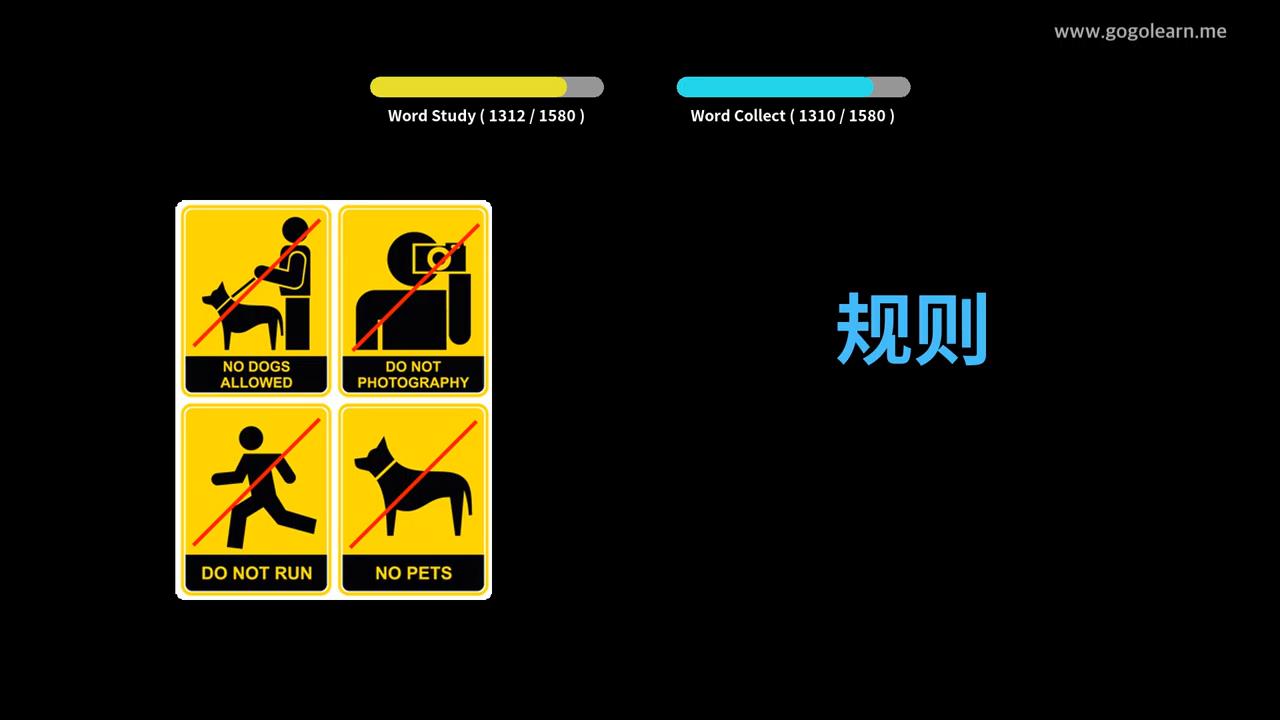 www.gogolearn.me
Word Study ( 1312 / 1580 )
Word Collect ( 1310 / 1580 )
NO DOGS
ALLOWED
DO NOT
PHOTOGRAPHY
规则
DO NOT RUN
NO PETS